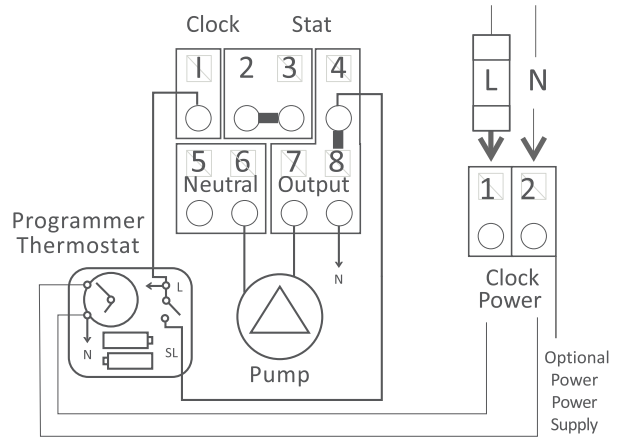 Clock Stat
1 2 3 4
5 6 7 8
Neutral Output
L N
1 2
Clock
Power
Programmer
Thermostat
L
N
SL
N
Pump
Optional
Power
Power
Supply